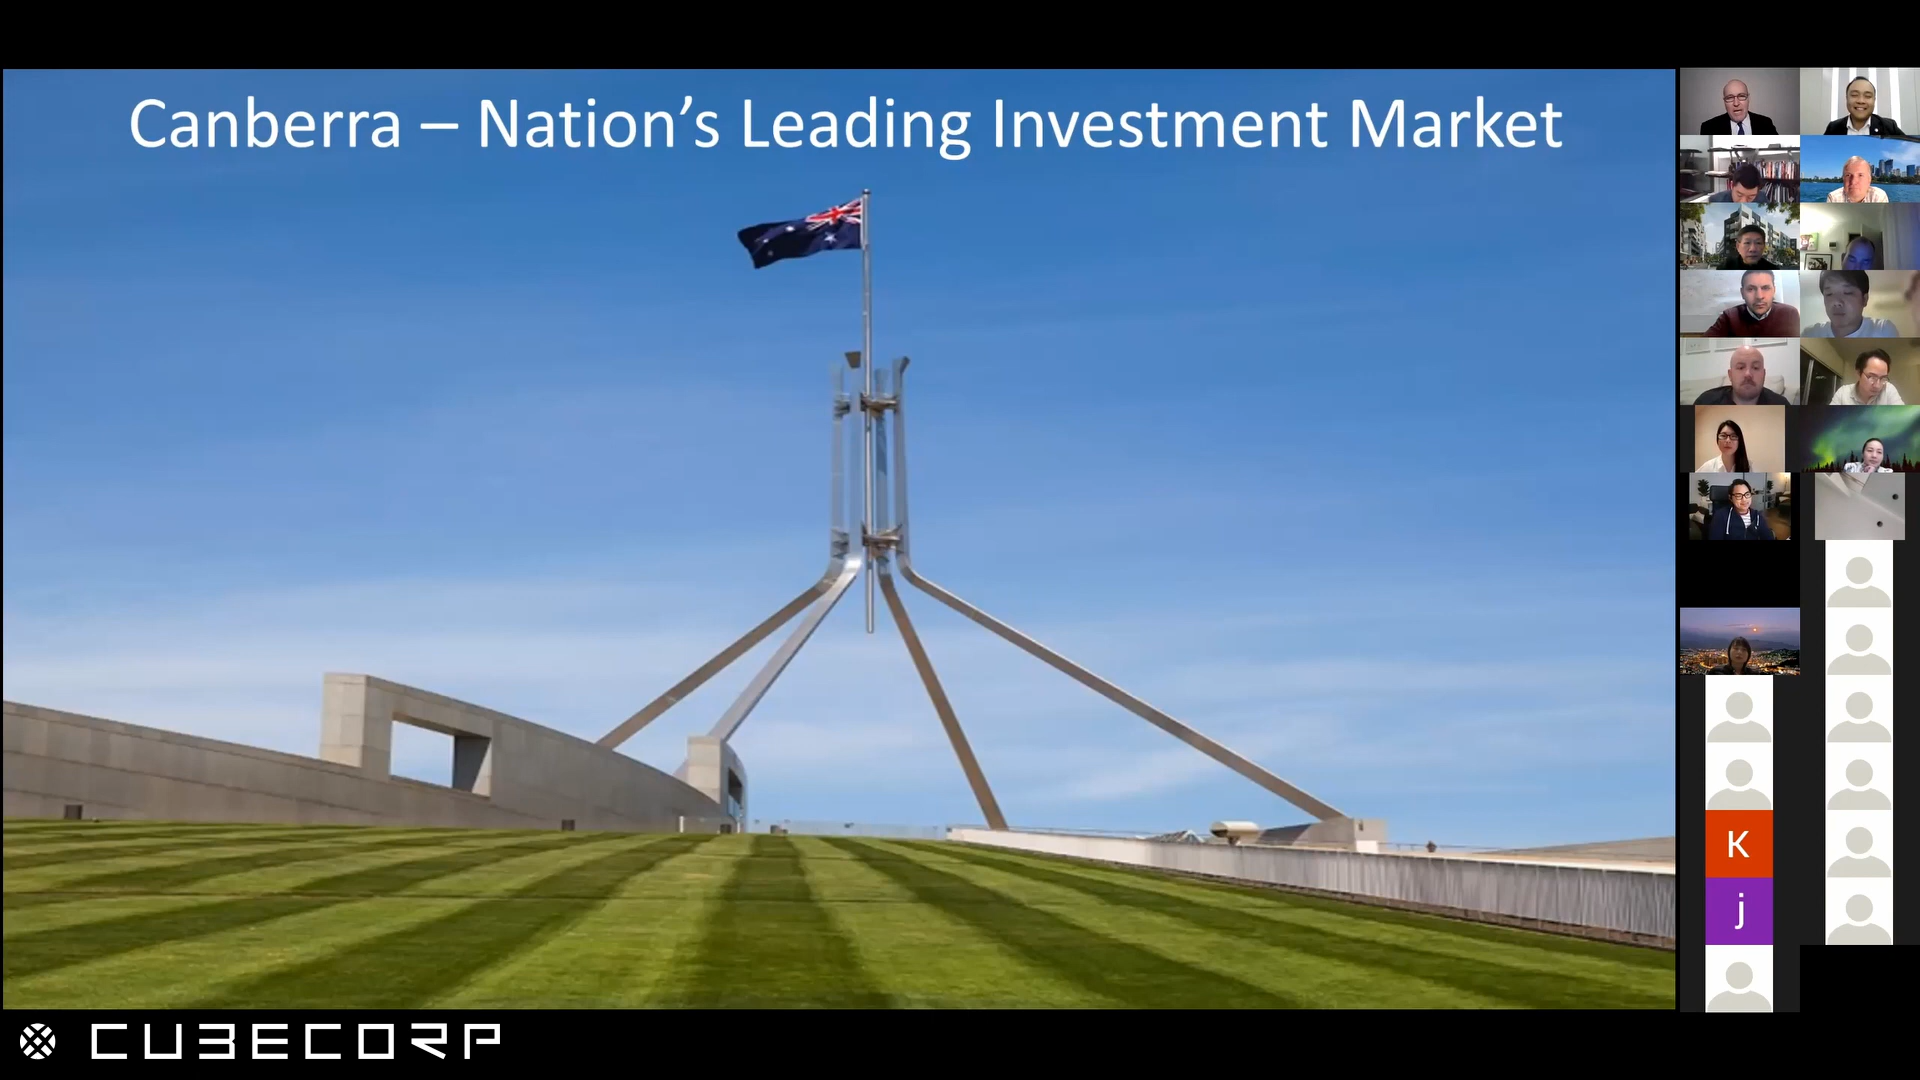 Canberra – Nation’s Leading Investment Market
K
j
CUBECORP